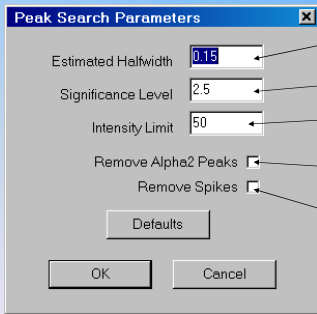 Peak Search Parameters
Estimated Halfwidth 0.15
Significance Level 2.5
Intensity Limit 50
Remove Alpha2 Peaks
Remove Spikes
Defaults
OK Cancel